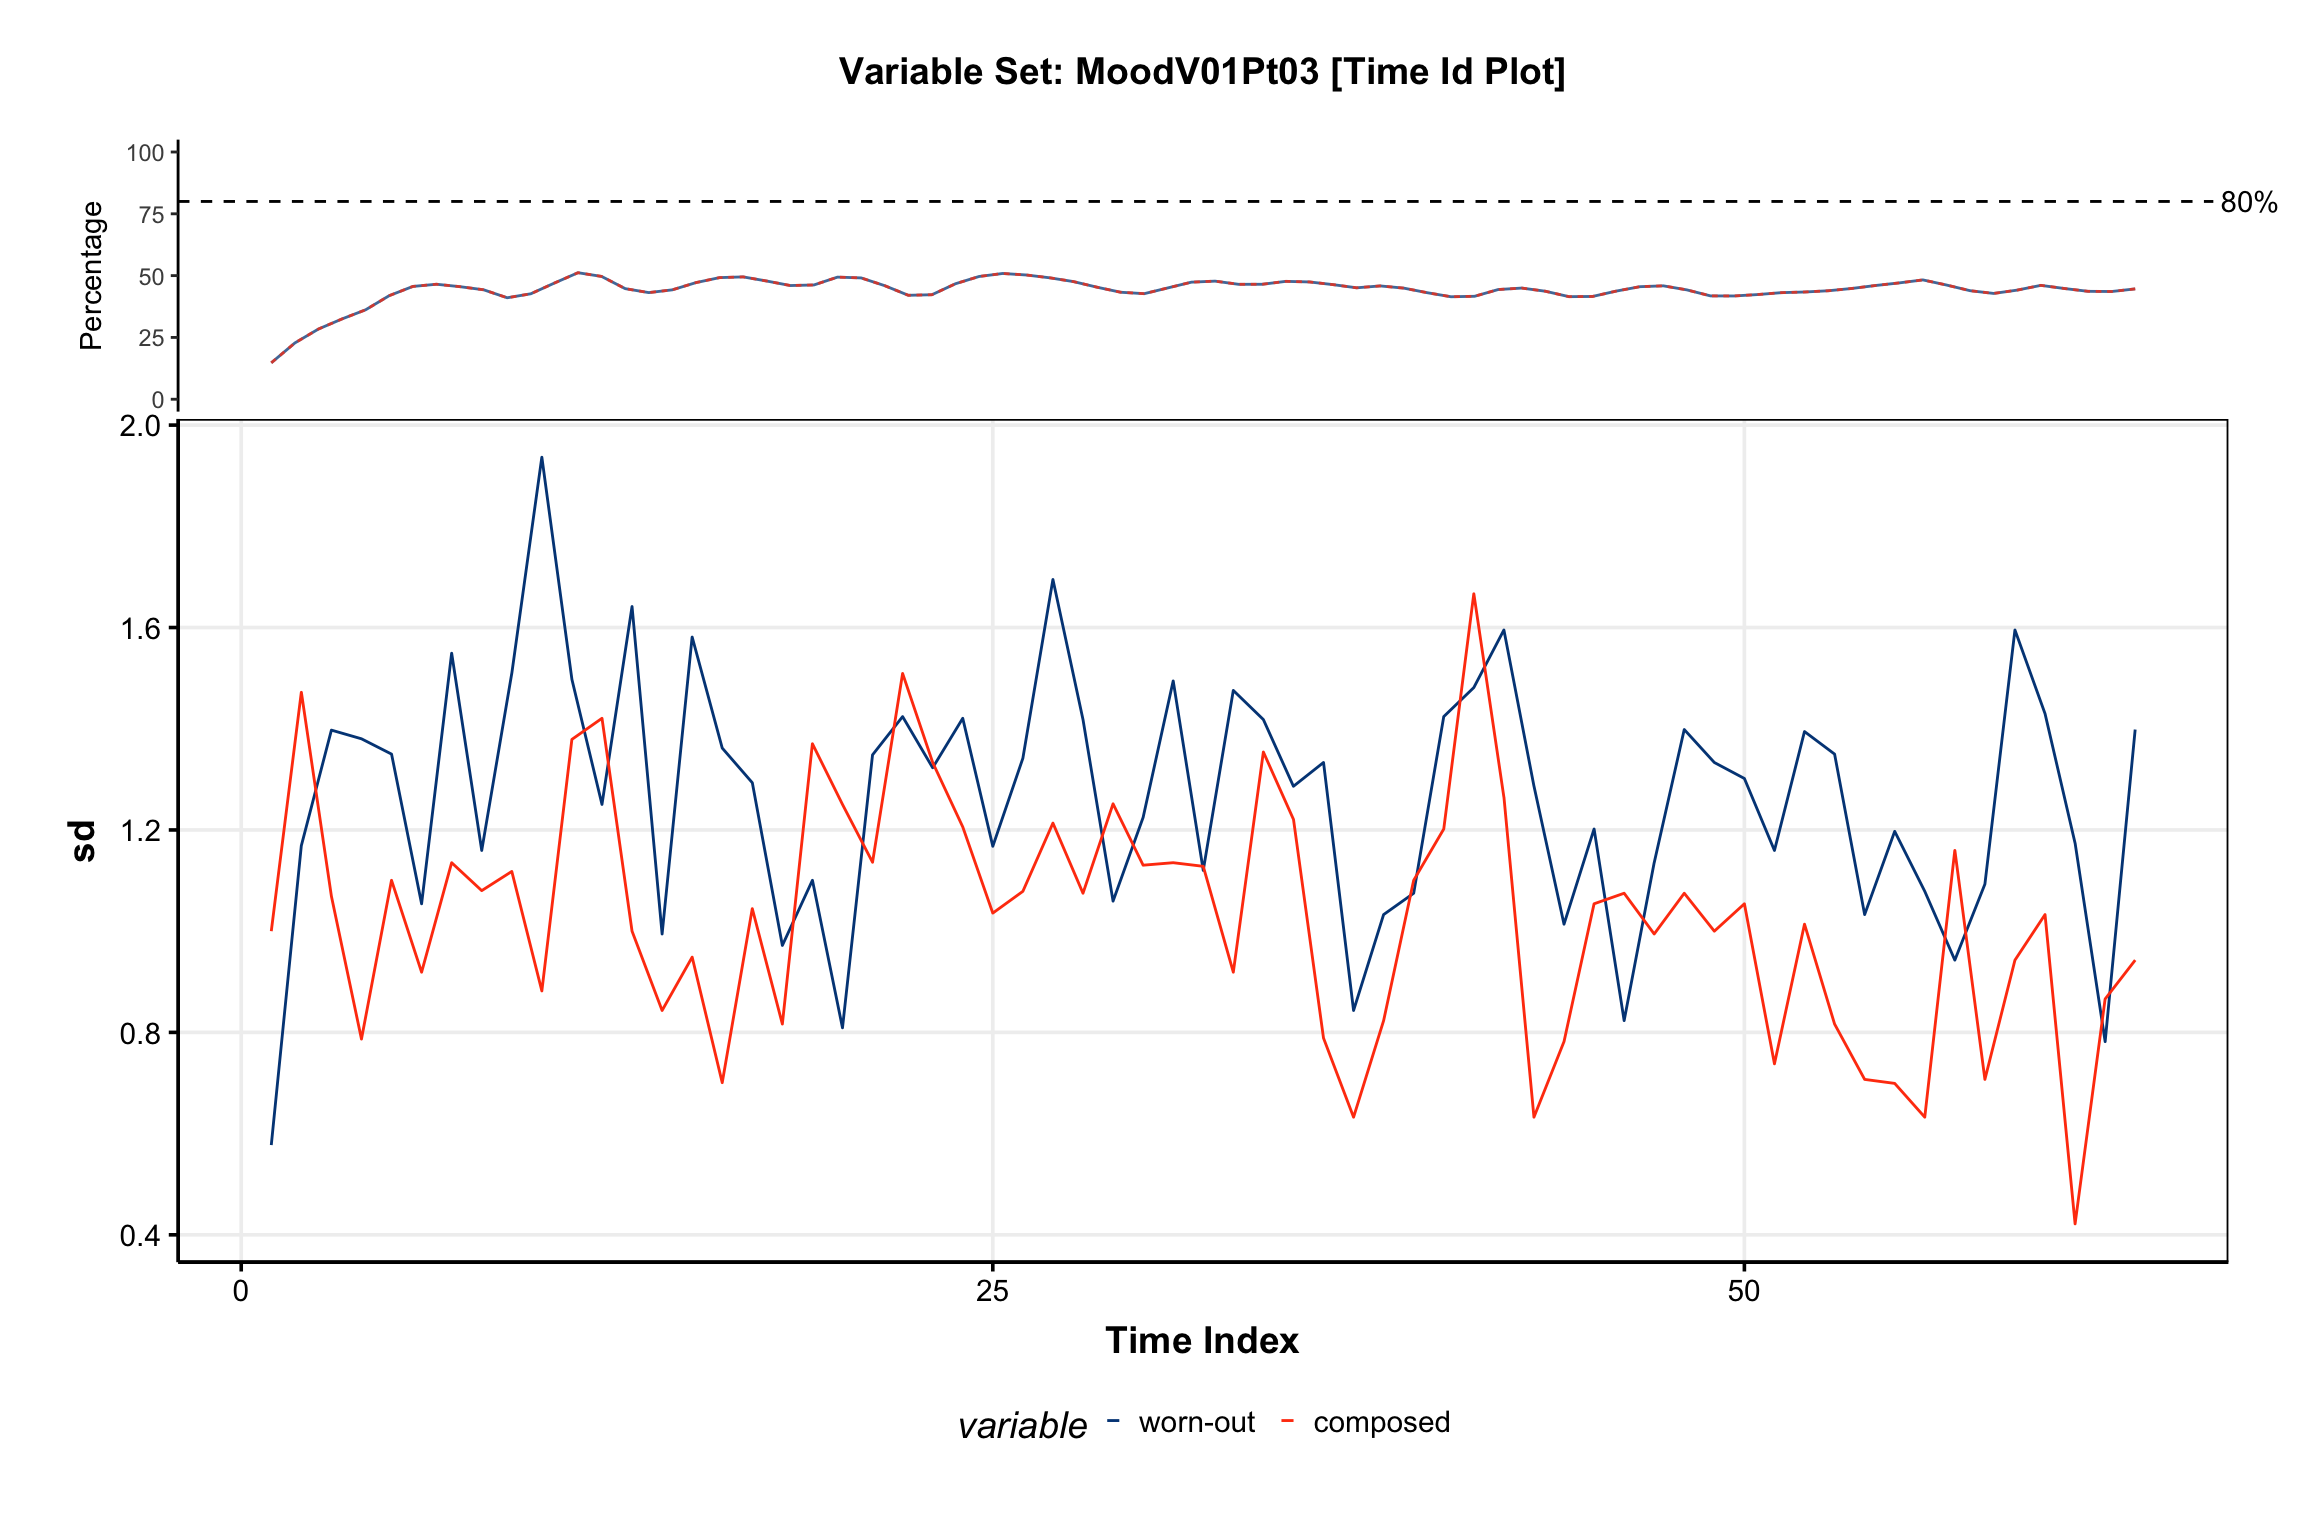 Variable Set: MoodV01Pt03 [Time Id Plot]
Percentage
100
75
50
25
0
80%
sd
2.0
1.6
1.2
0.8
0.4
0 25 50
Time Index
variable worn-out composed